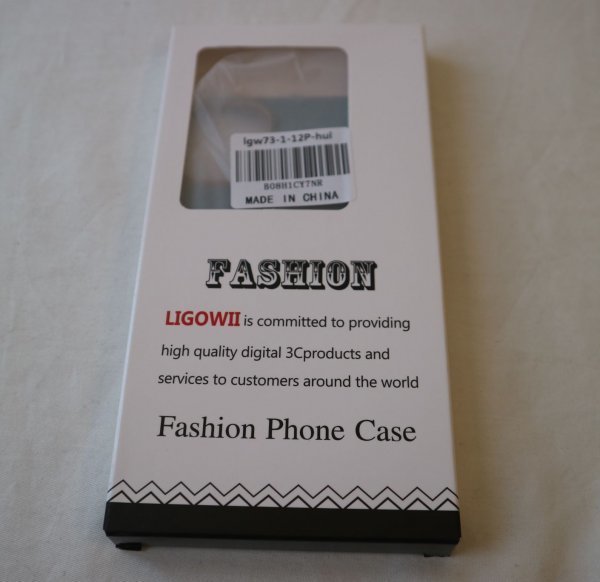 lgw73-1-12P-hui
B08H1CY7NR
MADE IN CHINA
FASHION
LIGOWII is committed to providing
high quality digital 3Cproducts and
services to customers around the world
Fashion Phone Case